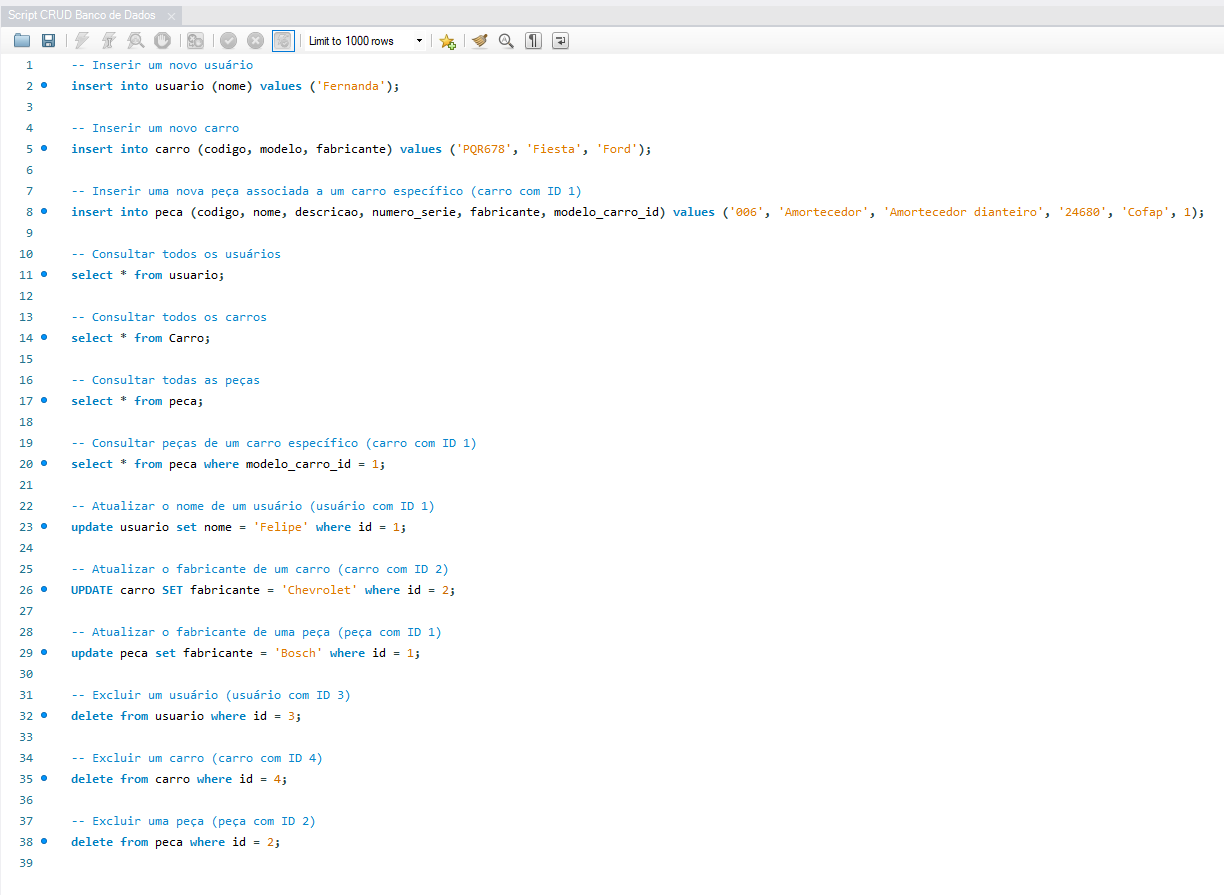 Script CRUD Banco de Dados
Limit to 1000 rows
1 -- Inserir um novo usuário
2 insert into usuario (nome) values ('Fernanda');
3
4 -- Inserir um novo carro
5 insert into carro (codigo, modelo, fabricante) values ('PQR678', 'Fiesta', 'Ford');
6
7 -- Inserir uma nova peça associada a um carro específico (carro com ID 1)
8 insert into peca (codigo, nome, descricao, numero_serie, fabricante, modelo_carro_id) values ('006', 'Amortecedor', 'Amortecedor dianteiro', '24680', 'Cofap', 1);
9
10 -- Consultar todos os usuários
11 select * from usuario;
12
13 -- Consultar todos os carros
14 select * from Carro;
15
16 -- Consultar todas as peças
17 select * from peca;
18
19 -- Consultar peças de um carro específico (carro com ID 1)
20 select * from peca where modelo_carro_id = 1;
21
22 -- Atualizar o nome de um usuário (usuário com ID 1)
23 update usuario set nome = 'Felipe' where id = 1;
24
25 -- Atualizar o fabricante de um carro (carro com ID 2)
26 UPDATE carro SET fabricante = 'Chevrolet' where id = 2;
27
28 -- Atualizar o fabricante de uma peça (peça com ID 1)
29 update peca set fabricante = 'Bosch' where id = 1;
30
31 -- Excluir um usuário (usuário com ID 3)
32 delete from usuario where id = 3;
33
34 -- Excluir um carro (carro com ID 4)
35 delete from carro where id = 4;
36
37 -- Excluir uma peça (peça com ID 2)
38 delete from peca where id = 2;
39